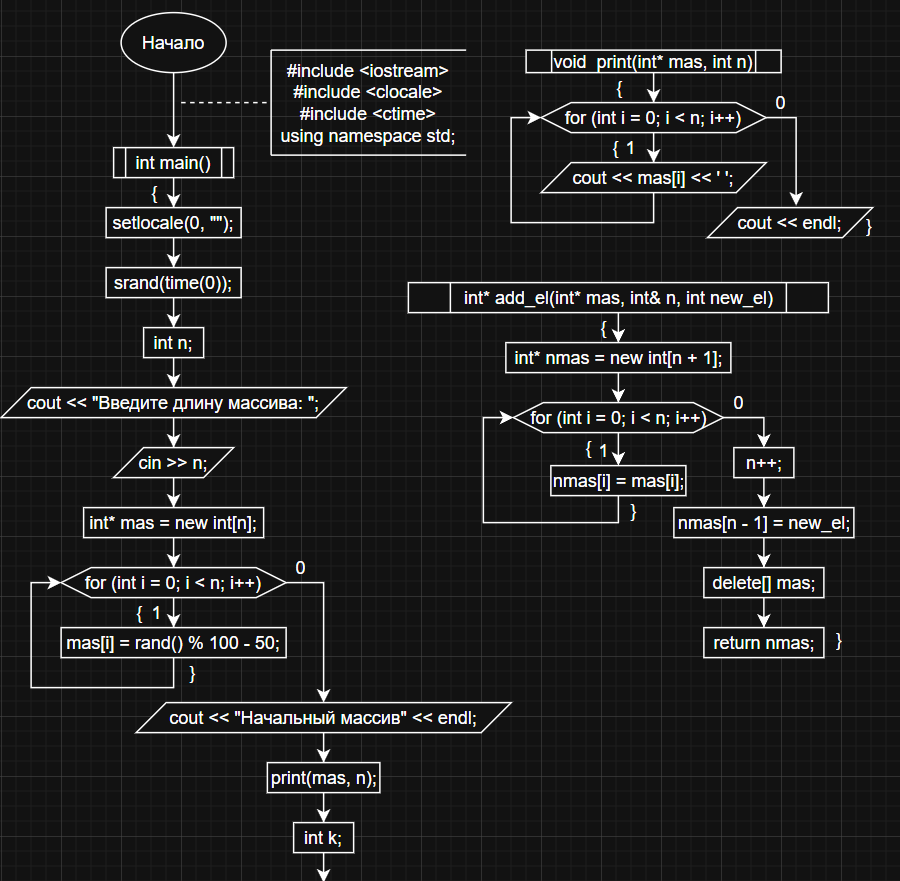 Начало
#include <iostream>
#include <clocale>
#include <ctime>
using namespace std;
int main()
{
setlocale(0, "");
srand(time(0));
int n;
cout << "Введите длину массива: ";
cin >> n;
int* mas = new int[n];
for (int i = 0; i < n; i++)
0
{ 1
mas[i] = rand() % 100 - 50;
}
cout << "Начальный массив" << endl;
print(mas, n);
int k;
void print(int* mas, int n)
{
for (int i = 0; i < n; i++)
0
{ 1
cout << mas[i] << ' ';
cout << endl;
}
int* add_el(int* mas, int& n, int new_el)
{
int* nmas = new int[n + 1];
for (int i = 0; i < n; i++)
0
{ 1
nmas[i] = mas[i];
}
n++;
nmas[n - 1] = new_el;
delete[] mas;
return nmas;
}